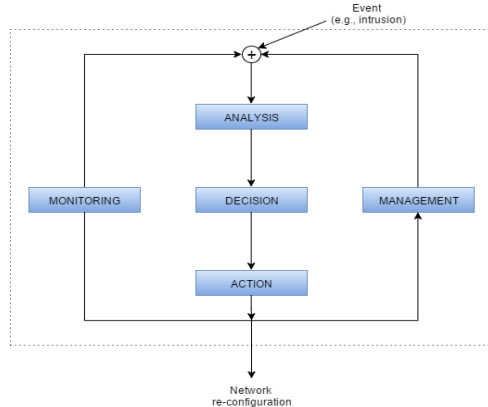 Event
(e.g., intrusion)
+
ANALYSIS
MONITORING
DECISION
MANAGEMENT
ACTION
Network
re-configuration